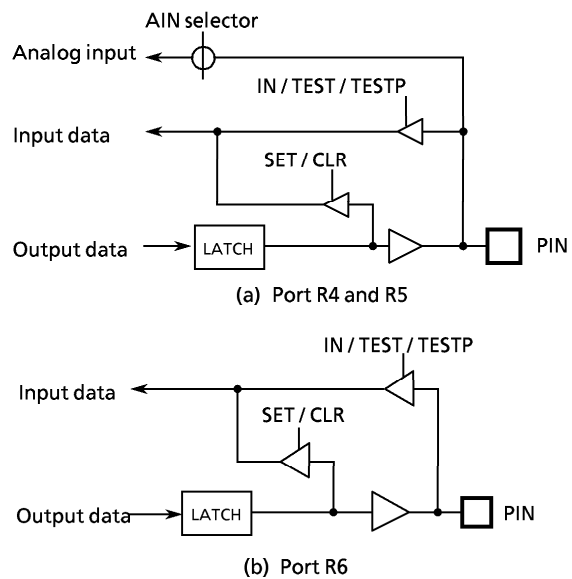 AIN selector
Analog input
IN / TEST / TESTP
Input data
SET / CLR
Output data
LATCH
PIN
(a) Port R4 and R5
IN / TEST / TESTP
Input data
SET / CLR
Output data
LATCH
PIN
(b) Port R6